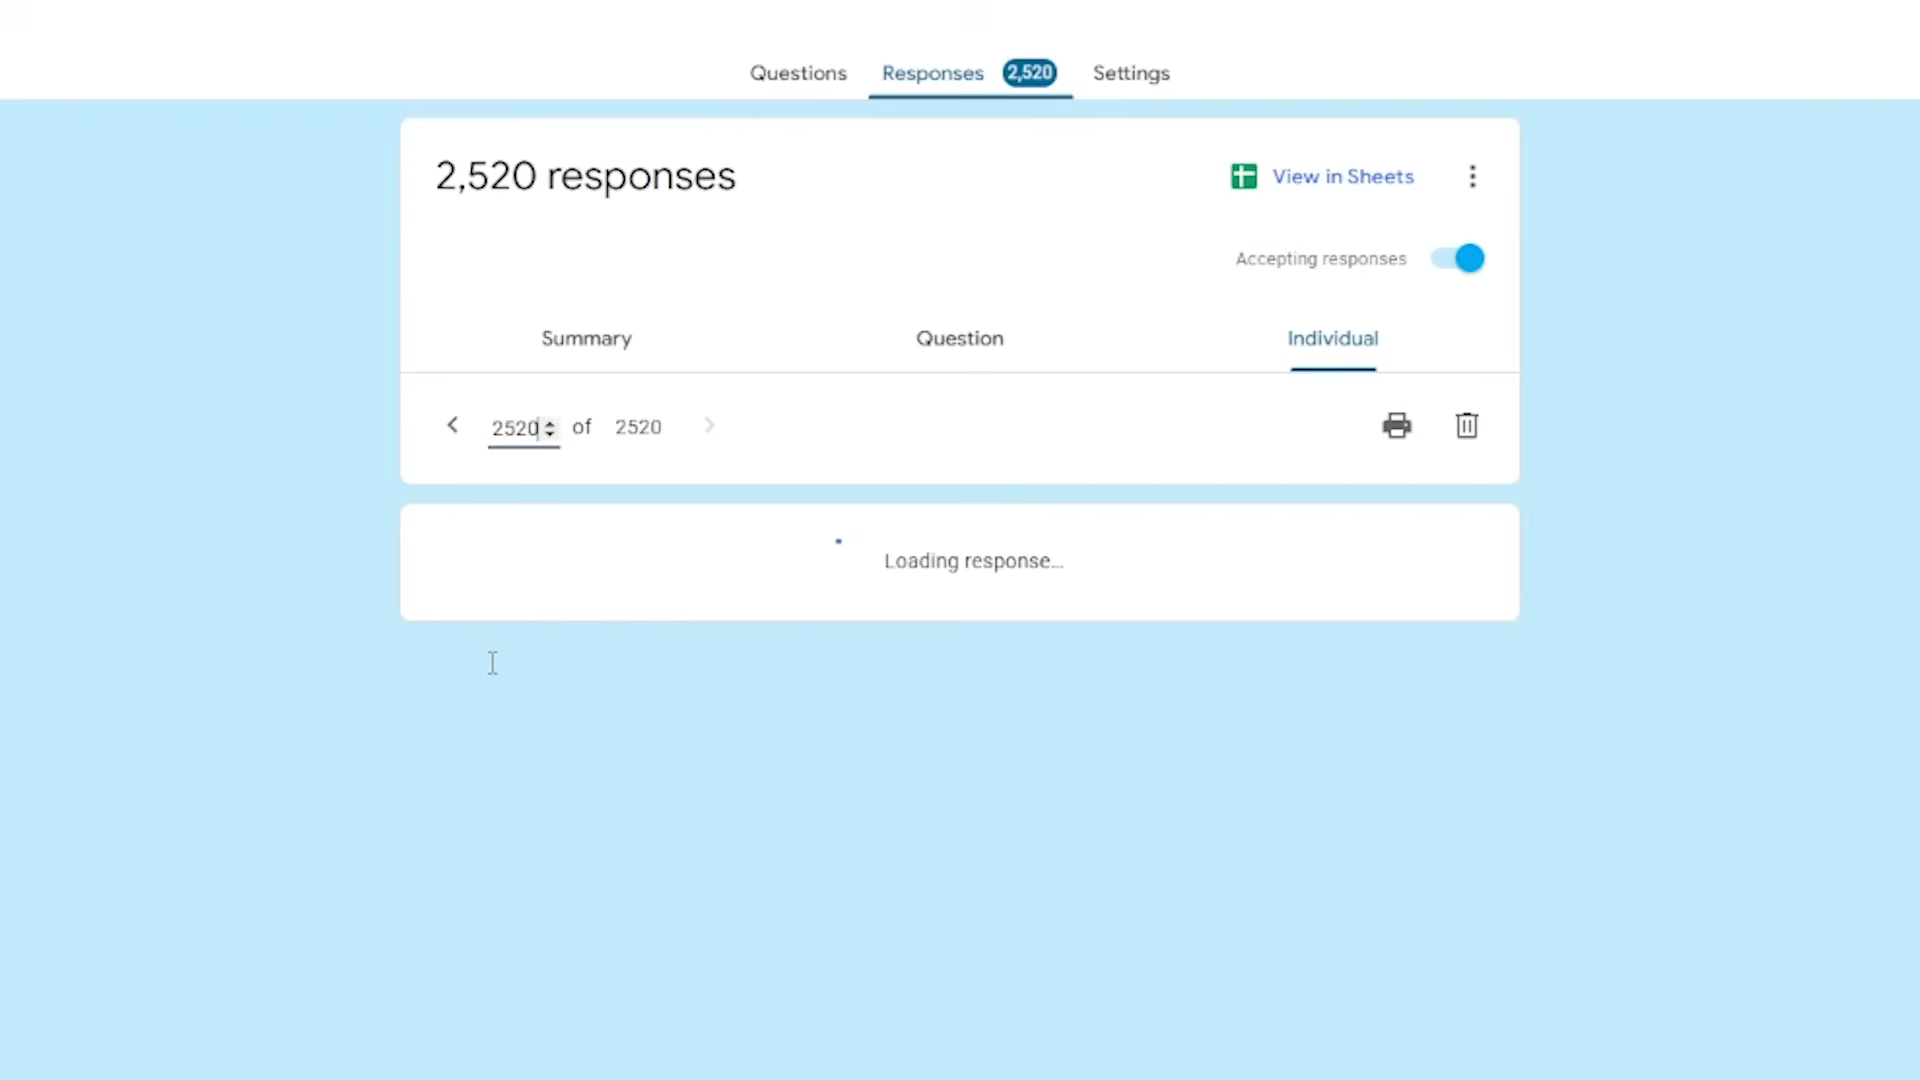 Questions Responses 2,520 Settings
2,520 responses
View in Sheets
Accepting responses
Summary Question Individual
2520 of 2520
Loading response...